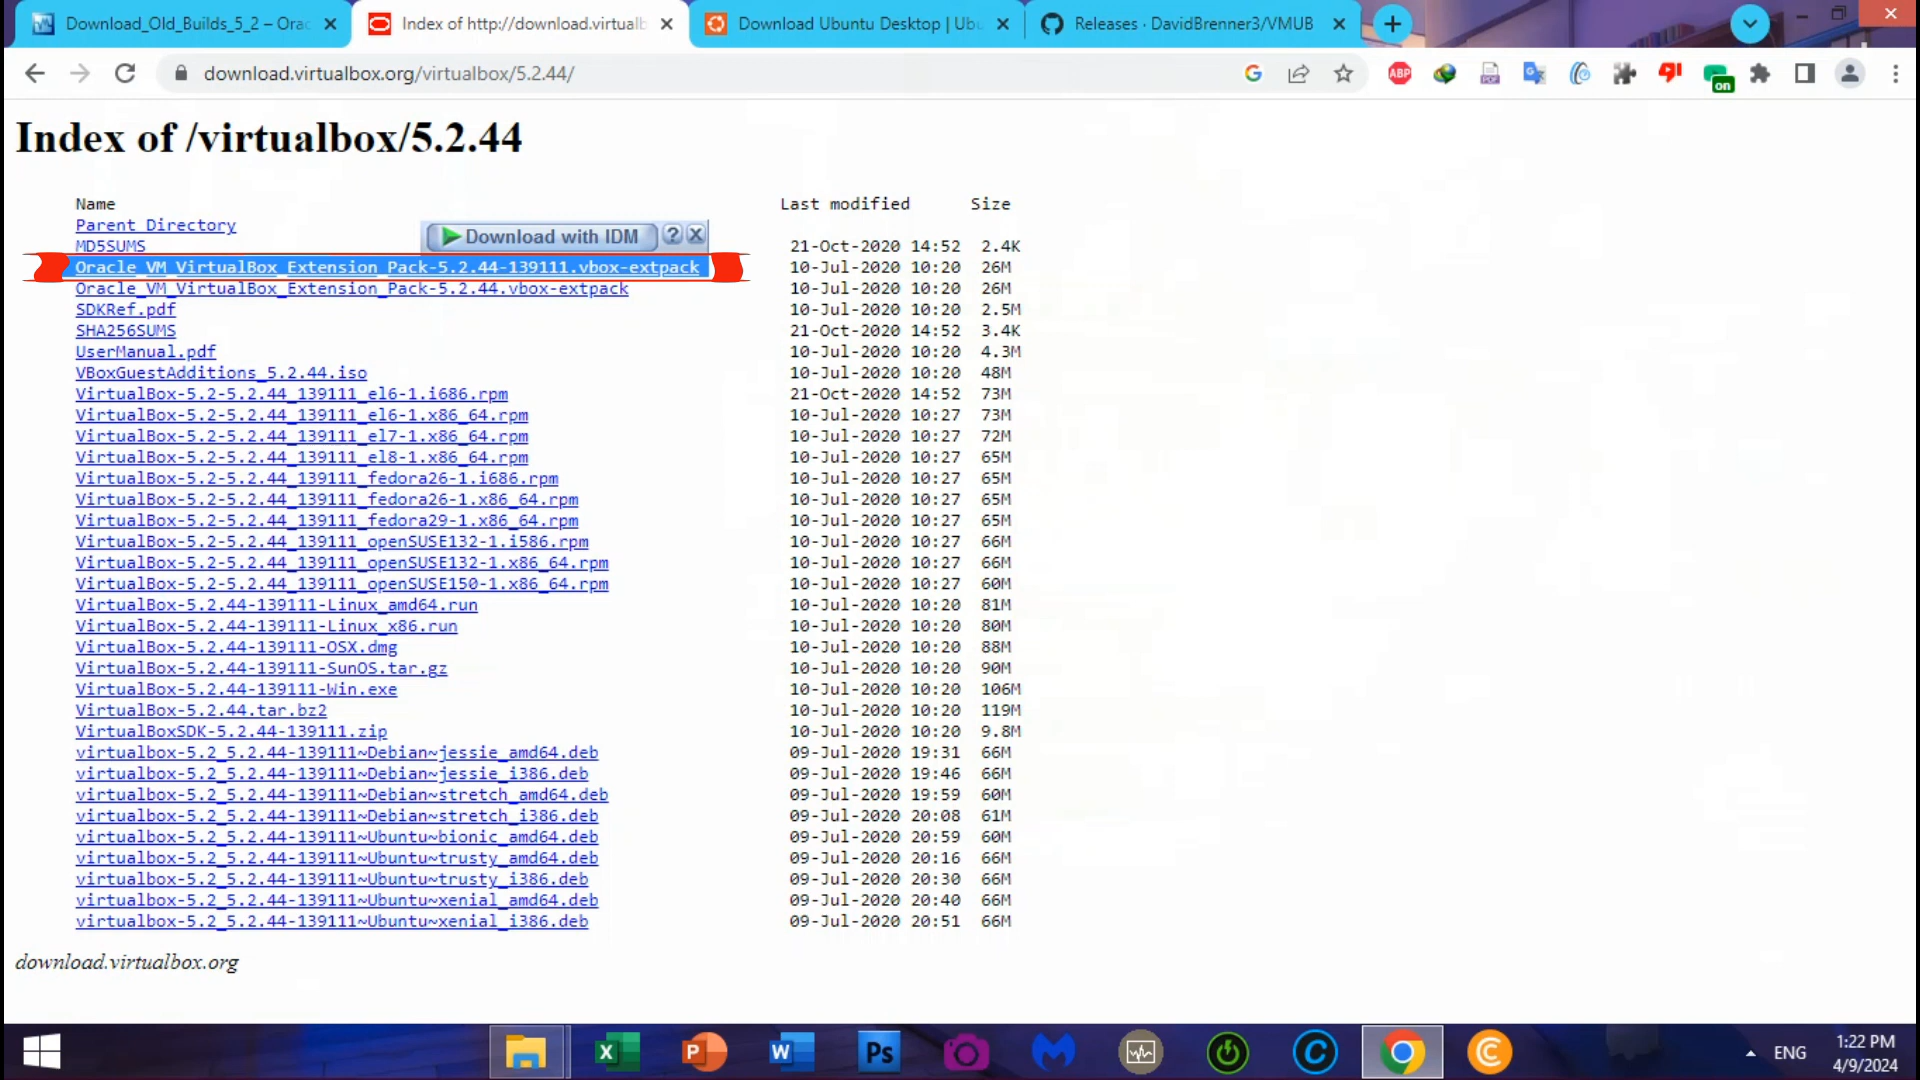 Download_Old_Builds_5_2 – Orac
Index of http://download.virtualb
Download Ubuntu Desktop | Ubu
Releases · DavidBrenner3/VMUB
download.virtualbox.org/virtualbox/5.2.44/
ABP
PDF
on
Index of /virtualbox/5.2.44
Name Last modified Size
Parent Directory
Download with IDM ?
MD5SUMS 21-Oct-2020 14:52 2.4K
Oracle_VM_VirtualBox_Extension_Pack-5.2.44-139111.vbox-extpack 10-Jul-2020 10:20 26M
Oracle_VM_VirtualBox_Extension_Pack-5.2.44.vbox-extpack 10-Jul-2020 10:20 26M
SDKRef.pdf 10-Jul-2020 10:20 2.5M
SHA256SUMS 21-Oct-2020 14:52 3.4K
UserManual.pdf 10-Jul-2020 10:20 4.3M
VBoxGuestAdditions_5.2.44.iso 10-Jul-2020 10:20 48M
VirtualBox-5.2-5.2.44_139111_el6-1.i686.rpm 21-Oct-2020 14:52 73M
VirtualBox-5.2-5.2.44_139111_el6-1.x86_64.rpm 10-Jul-2020 10:27 73M
VirtualBox-5.2-5.2.44_139111_el7-1.x86_64.rpm 10-Jul-2020 10:27 72M
VirtualBox-5.2-5.2.44_139111_el8-1.x86_64.rpm 10-Jul-2020 10:27 65M
VirtualBox-5.2-5.2.44_139111_fedora26-1.i686.rpm 10-Jul-2020 10:27 65M
VirtualBox-5.2-5.2.44_139111_fedora26-1.x86_64.rpm 10-Jul-2020 10:27 65M
VirtualBox-5.2-5.2.44_139111_fedora29-1.x86_64.rpm 10-Jul-2020 10:27 65M
VirtualBox-5.2-5.2.44_139111_openSUSE132-1.i586.rpm 10-Jul-2020 10:27 66M
VirtualBox-5.2-5.2.44_139111_openSUSE132-1.x86_64.rpm 10-Jul-2020 10:27 66M
VirtualBox-5.2-5.2.44_139111_openSUSE150-1.x86_64.rpm 10-Jul-2020 10:27 60M
VirtualBox-5.2.44-139111-Linux_amd64.run 10-Jul-2020 10:20 81M
VirtualBox-5.2.44-139111-Linux_x86.run 10-Jul-2020 10:20 80M
VirtualBox-5.2.44-139111-OSX.dmg 10-Jul-2020 10:20 88M
VirtualBox-5.2.44-139111-SunOS.tar.gz 10-Jul-2020 10:20 90M
VirtualBox-5.2.44-139111-Win.exe 10-Jul-2020 10:20 106M
VirtualBox-5.2.44.tar.bz2 10-Jul-2020 10:20 119M
VirtualBoxSDK-5.2.44-139111.zip 10-Jul-2020 10:20 9.8M
virtualbox-5.2_5.2.44-139111~Debian~jessie_amd64.deb 09-Jul-2020 19:31 66M
virtualbox-5.2_5.2.44-139111~Debian~jessie_i386.deb 09-Jul-2020 19:46 66M
virtualbox-5.2_5.2.44-139111~Debian~stretch_amd64.deb 09-Jul-2020 19:59 60M
virtualbox-5.2_5.2.44-139111~Debian~stretch_i386.deb 09-Jul-2020 20:08 61M
virtualbox-5.2_5.2.44-139111~Ubuntu~bionic_amd64.deb 09-Jul-2020 20:59 60M
virtualbox-5.2_5.2.44-139111~Ubuntu~trusty_amd64.deb 09-Jul-2020 20:16 66M
virtualbox-5.2_5.2.44-139111~Ubuntu~trusty_i386.deb 09-Jul-2020 20:30 66M
virtualbox-5.2_5.2.44-139111~Ubuntu~xenial_amd64.deb 09-Jul-2020 20:40 66M
virtualbox-5.2_5.2.44-139111~Ubuntu~xenial_i386.deb 09-Jul-2020 20:51 66M
download.virtualbox.org
Ps
ENG
1:22 PM
4/9/2024